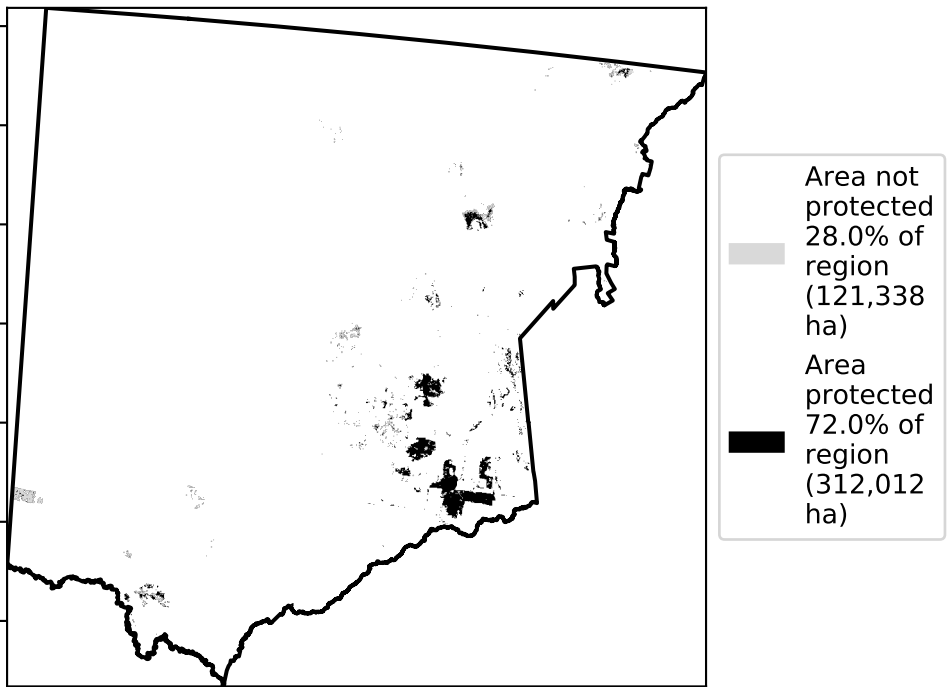 Area not
protected
28.0% of
region
(121,338
ha)
Area
protected
72.0% of
region
(312,012
ha)